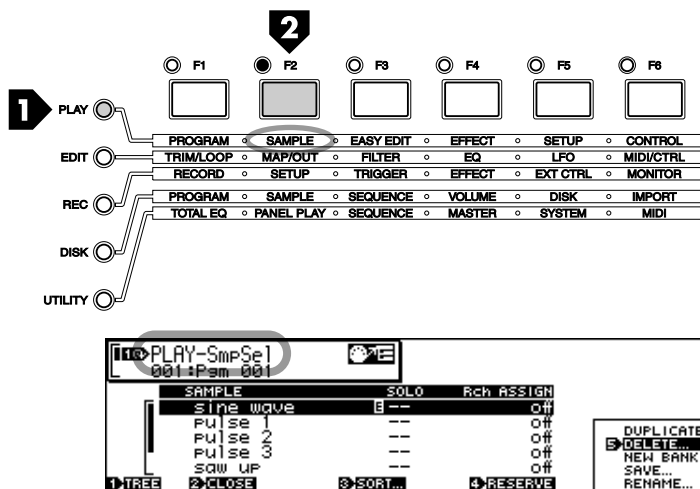 2
F1 F2 F3 F4 F5 F6
1
PLAY
PROGRAM SAMPLE EASY EDIT EFFECT SETUP CONTROL
EDIT
TRIM/LOOP MAP/OUT FILTER EQ LFO MIDI/CTRL
RECORD SETUP TRIGGER EFFECT EXT CTRL MONITOR
REC
PROGRAM SAMPLE SEQUENCE VOLUME DISK IMPORT
TOTAL EQ PANEL PLAY SEQUENCE MASTER SYSTEM MIDI
DISK
UTILITY
PLAY-SmpSel
001:Pgm 001
SAMPLE SOLO Rch ASSIGN
sine wave E -- off
pulse 1 -- off
pulse 2 -- off
pulse 3 -- off
saw up -- off
1 TREE 2 CLOSE 3 SORT... 4 RESERVE
DUPLICATE
5 DELETE...
NEW BANK
SAVE...
RENAME...